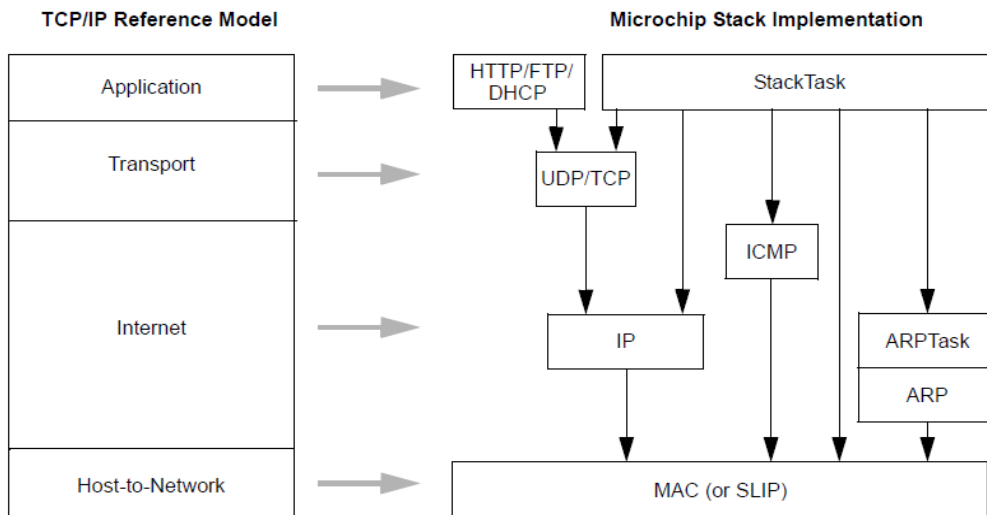 TCP/IP Reference Model
Microchip Stack Implementation
Application
HTTP/FTP/
DHCP
StackTask
Transport
UDP/TCP
ICMP
Internet
IP
ARPTask
ARP
Host-to-Network
MAC (or SLIP)